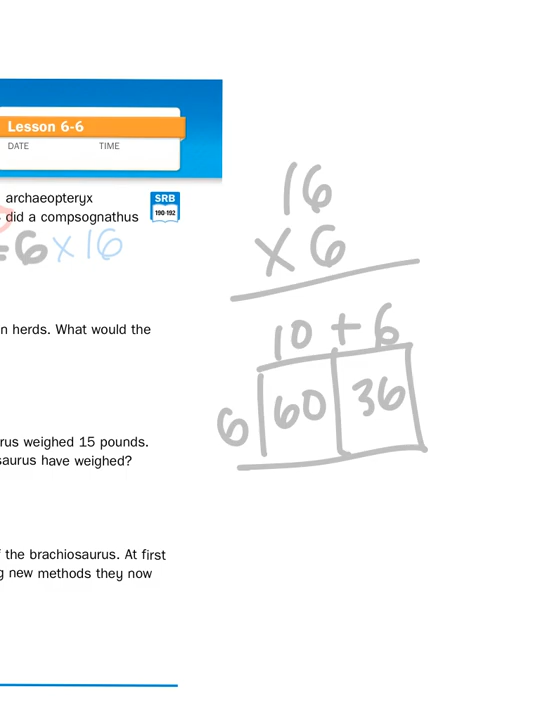 Lesson 6-6
DATE TIME
archaeopteryx
SRB
190-192
did a compsognathus
= 6 x 16
n herds. What would the
rus weighed 15 pounds.
saurus have weighed?
f the brachiosaurus. At first
g new methods they now
16
x 6
10 + 6
6 60 36